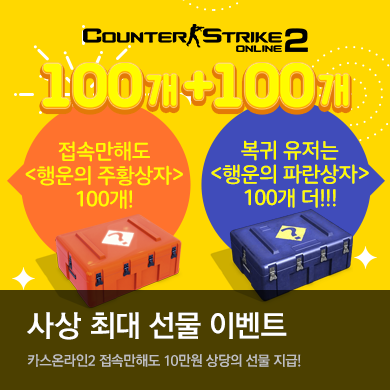 COUNTER STRIKE ONLINE 2
100개+100개
접속만해도
<행운의 주황상자>
100개!
복귀 유저는
<행운의 파란상자>
100개 더!!!
?
?
사상 최대 선물 이벤트
카스온라인2 접속만해도 10만원 상당의 선물 지급!